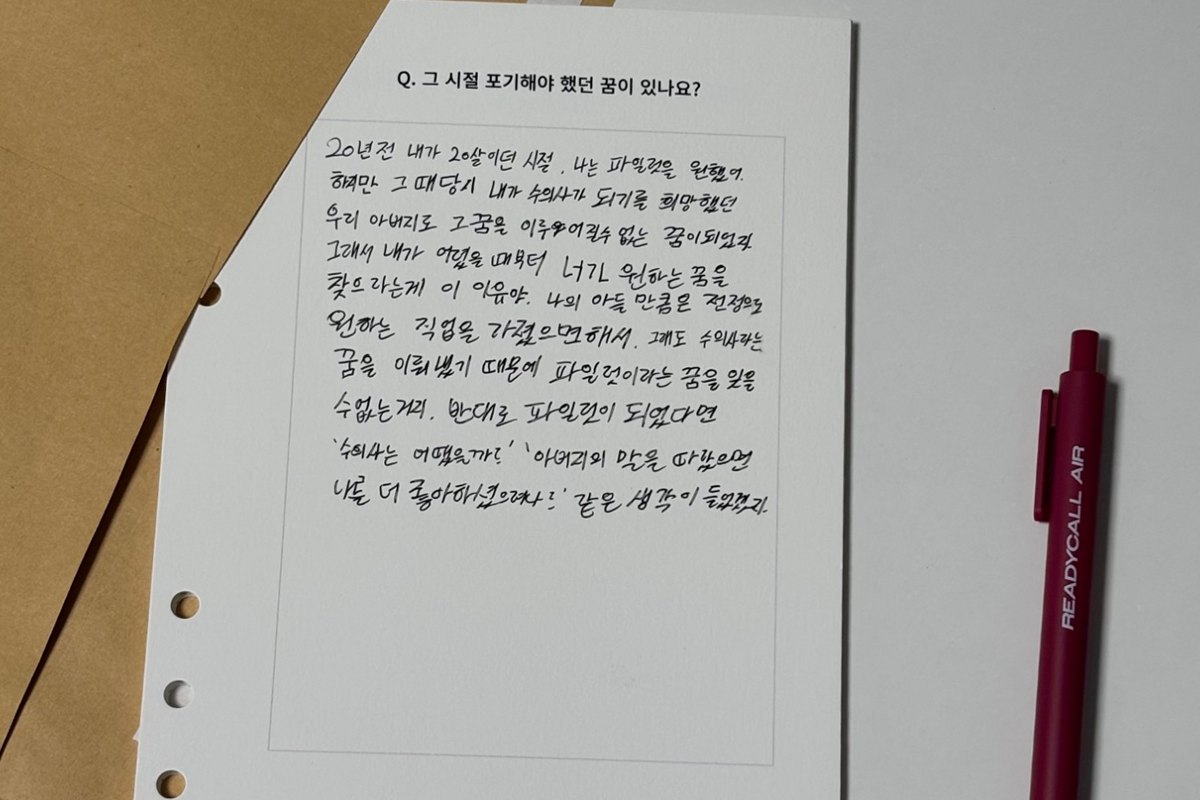 Q. 그 시절 포기해야 했던 꿈이 있나요?
20년전 내가 20살이던 시절, 나는 파일럿을 원했어.
하지만 그 때당시 내가 수의사가 되기를 희망했던
우리 아버지로 그 꿈을 이루어질수 없는 꿈이되었지.
그래서 내가 어렸을 때부터 너가 원하는 꿈을
찾으라는게 이 이유야. 나의 아들 만큼은 진정으로
원하는 직업을 가졌으면해서. 그래도 수의사라는
꿈을 이뤄냈기 때문에 파일럿이라는 꿈을 잊을
수있는거지. 반대로 파일럿이 되었다면
'수의사는 어땠을까?' '아버지의 말을 따랐으면
나를 더 좋아하셨으려나?' 같은 생각이 들었겠지.
READYCALL AIR